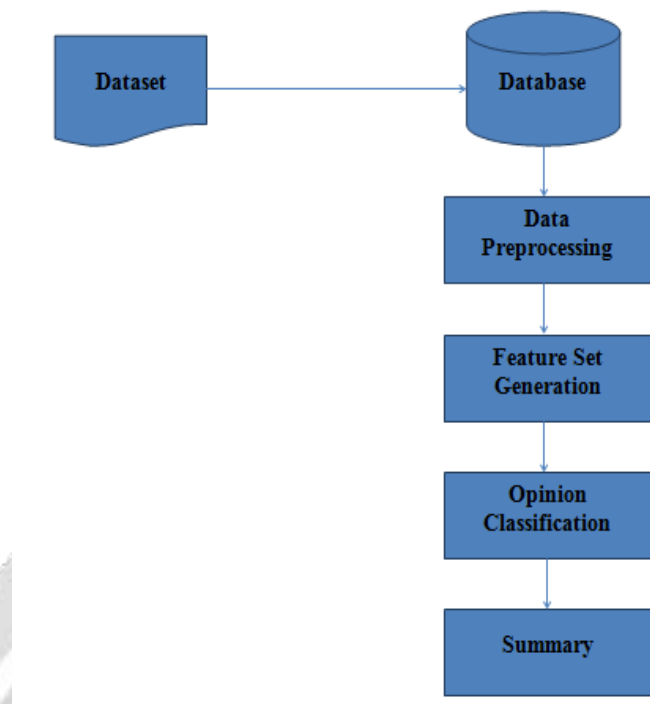 Dataset
Database
Data
Preprocessing
Feature Set
Generation
Opinion
Classification
Summary